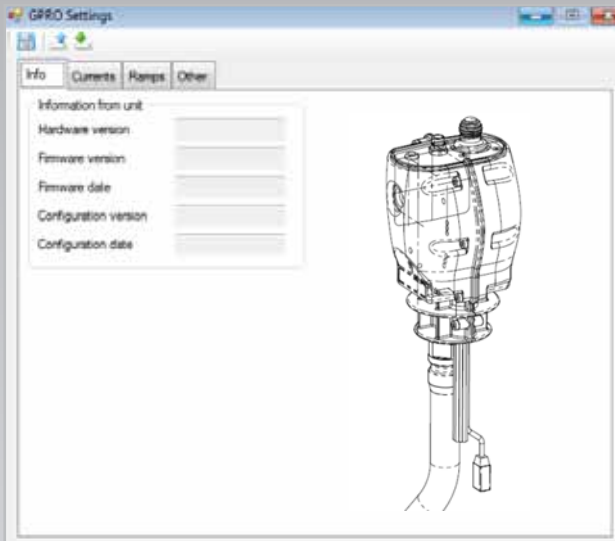 GPRO Settings
Info Currents Ramps Other
Information from unit
Hardware version
Firmware version
Firmware date
Configuration version
Configuration date